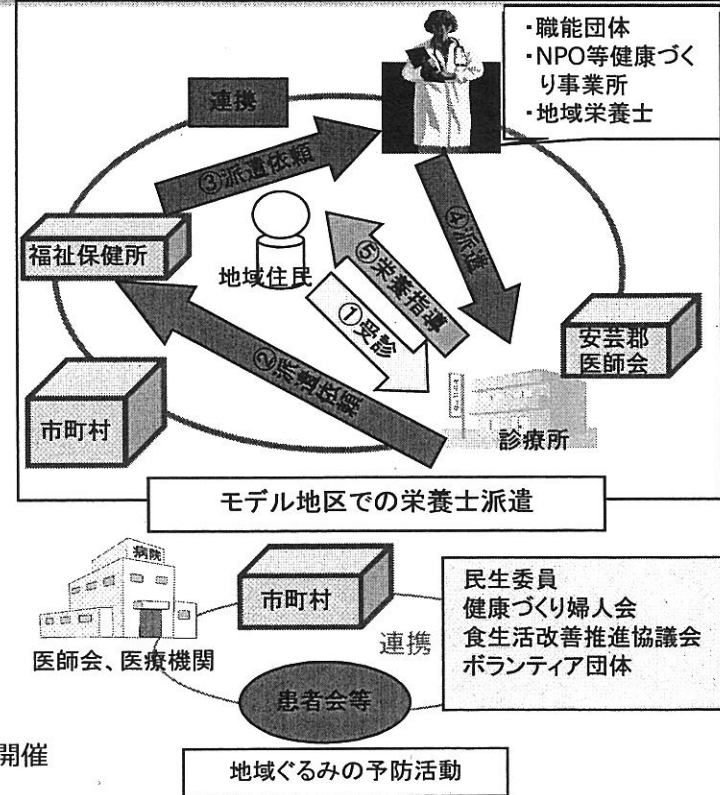 ・職能団体
・NPO等健康づく
り事業所
・地域栄養士
連携
③派遣依頼
④派遣
福祉保健所
地域住民
⑤栄養指導
①受診
②派遣依頼
安芸郡
医師会
市町村
診療所
モデル地区での栄養士派遣
病院
市町村
民生委員
健康づくり婦人会
食生活改善推進協議会
ボランティア団体
連携
医師会、医療機関
患者会等
開催
地域ぐるみの予防活動